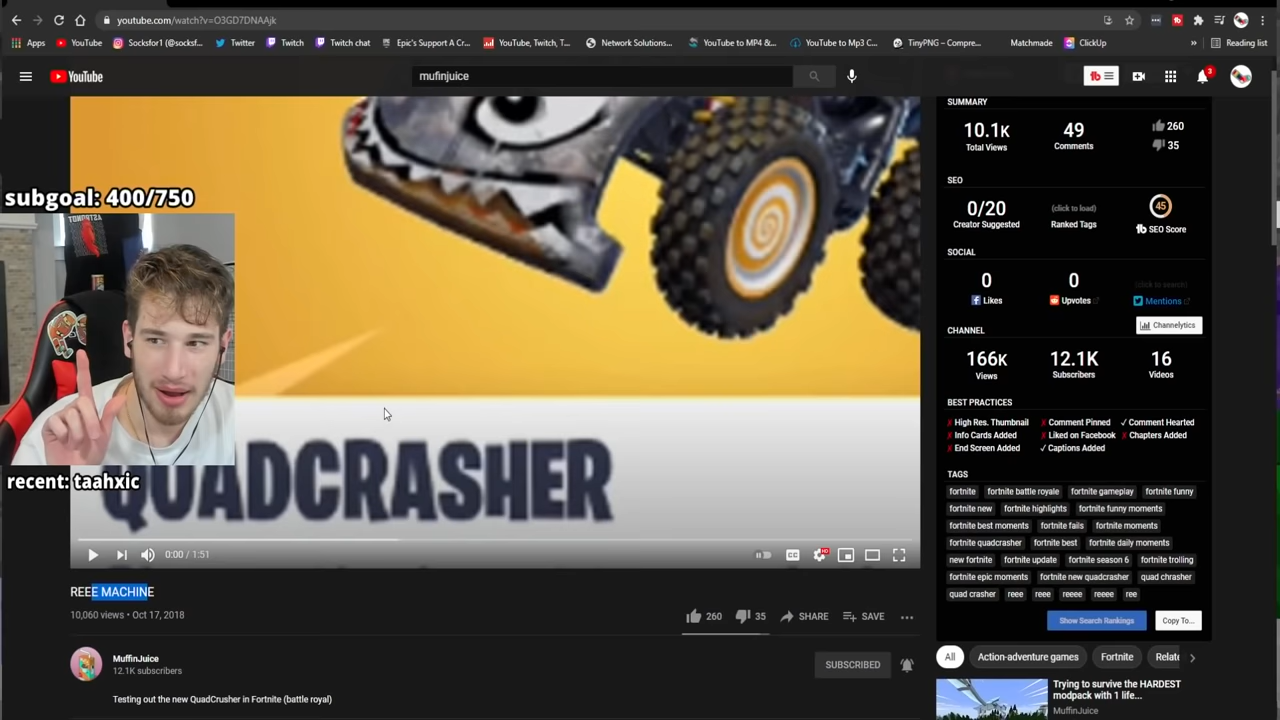 youtube.com/watch?v=O3GD7DNAAjk
Apps YouTube Socksfor1 (@socksf... Twitter Twitch Twitch chat Epic's Support A Cr... YouTube, Twitch, T... Network Solutions... YouTube to MP4 &... YouTube to Mp3 C... TinyPNG – Compre... Matchmade ClickUp » Reading list
YouTube mufinjuice tb 3
SUMMARY
10.1K 49 260
Total Views Comments 35
SEO
0/20 (click to load) 45
Creator Suggested Ranked Tags tb SEO Score
SOCIAL
0 0 (click to search)
Likes Upvotes Mentions
CHANNEL Channelytics
166K 12.1K 16
Views Subscribers Videos
BEST PRACTICES
High Res. Thumbnail Comment Pinned Comment Hearted
Info Cards Added Liked on Facebook Chapters Added
End Screen Added Captions Added
TAGS
fortnite fortnite battle royale fortnite gameplay fortnite funny
fortnite new fortnite highlights fortnite funny moments
fortnite best moments fortnite fails fortnite moments
fortnite quadcrasher fortnite best fortnite daily moments
new fortnite fortnite update fortnite season 6 fortnite trolling
fortnite epic moments fortnite new quadcrasher quad chrasher
quad crasher reee reee reeee reeee ree
Show Search Rankings Copy To...
subgoal: 400/750
recent: taahxic
QUADCRASHER
0:00 / 1:51 CC HD
REEE MACHINE
10,060 views • Oct 17, 2018
260 35 SHARE SAVE
MuffinJuice
12.1K subscribers
SUBSCRIBED
Testing out the new QuadCrusher in Fortnite (battle royal)
All Action-adventure games Fortnite Relate
Trying to survive the HARDEST
modpack with 1 life...
MuffinJuice